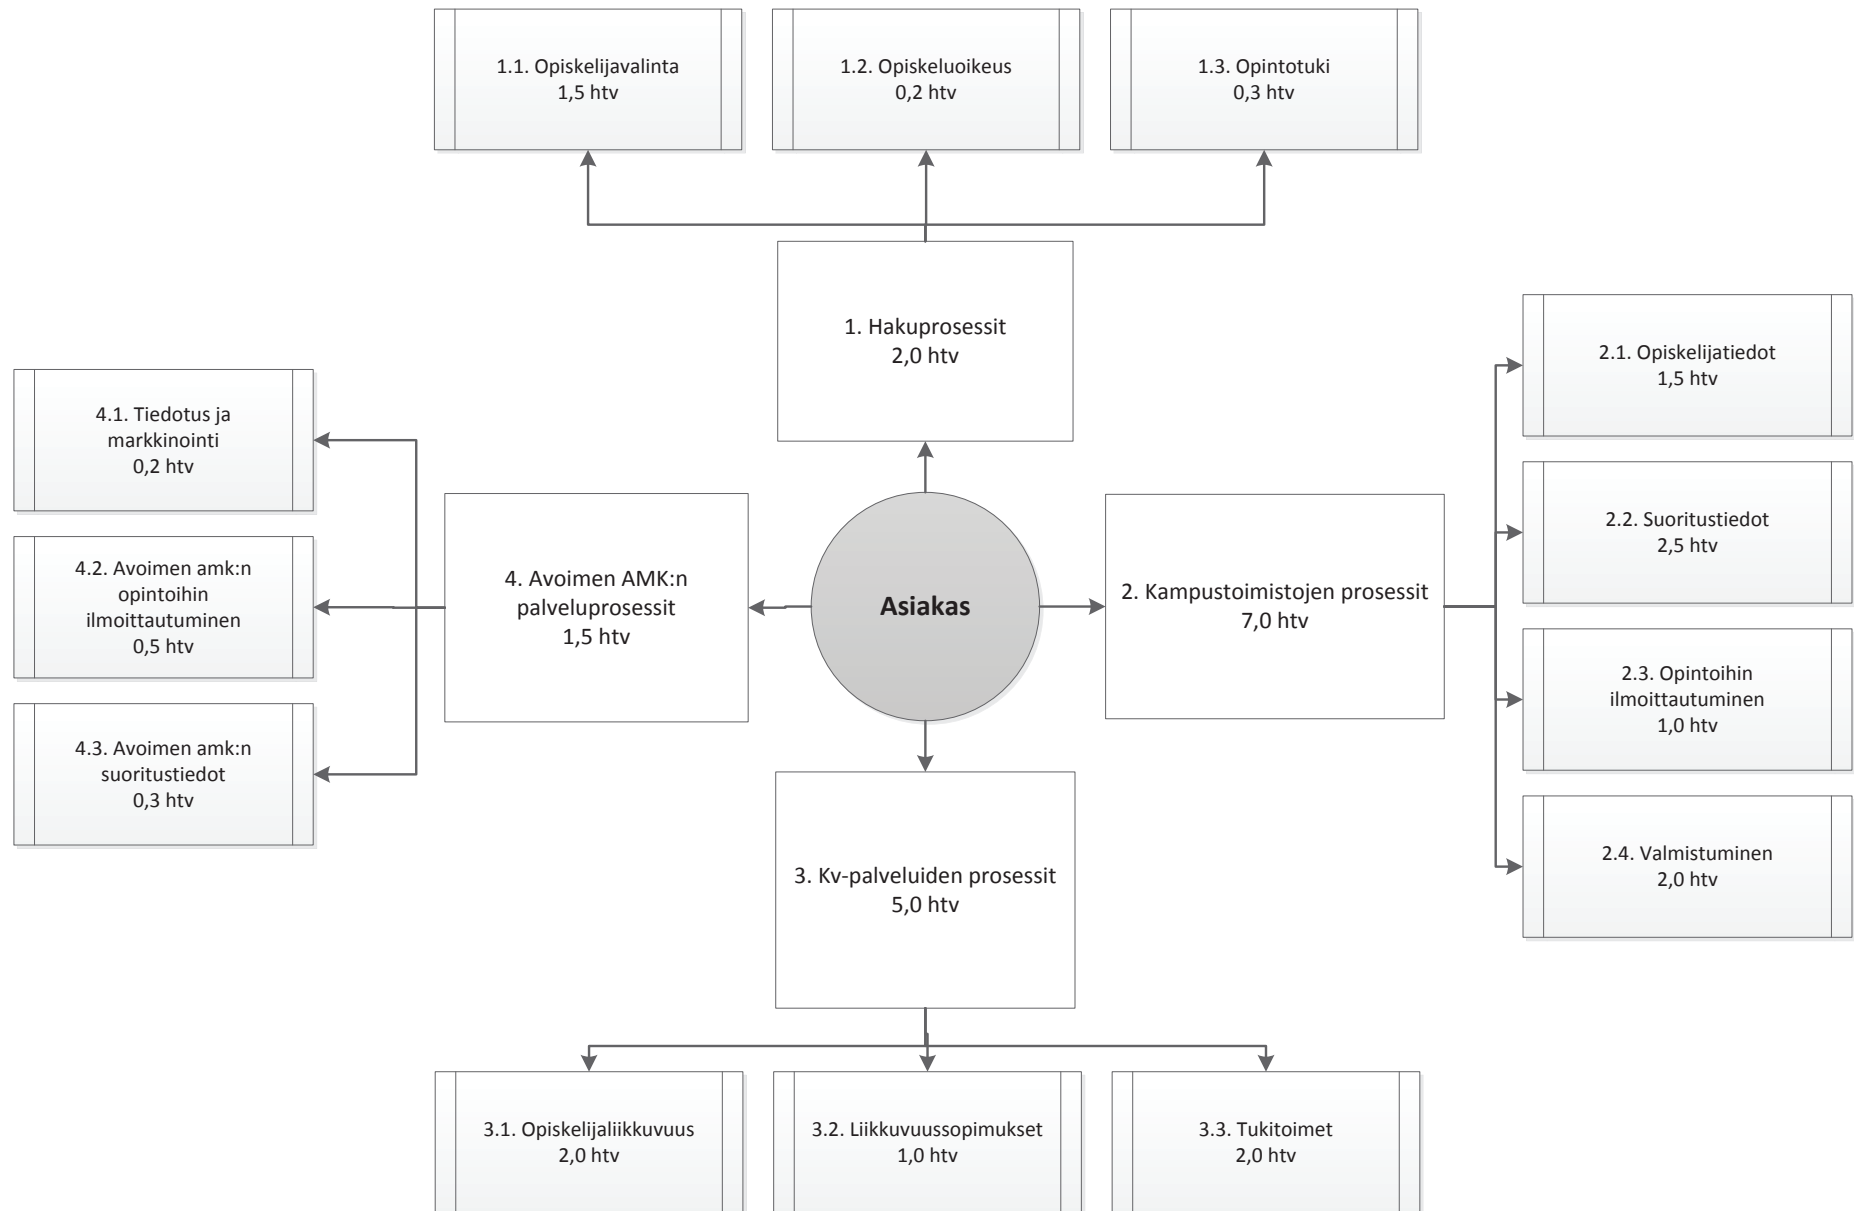 1.1. Opiskelijavalinta
1,5 htv
1.2. Opiskeluoikeus
0,2 htv
1.3. Opintotuki
0,3 htv
1. Hakuprosessit
2,0 htv
2.1. Opiskelijatiedot
1,5 htv
4.1. Tiedotus ja
markkinointi
0,2 htv
2.2. Suoritustiedot
2,5 htv
4.2. Avoimen amk:n
opintoihin
ilmoittautuminen
0,5 htv
4. Avoimen AMK:n
palveluprosessit
1,5 htv
Asiakas
2. Kampustoimistojen prosessit
7,0 htv
2.3. Opintoihin
ilmoittautuminen
1,0 htv
4.3. Avoimen amk:n
suoritustiedot
0,3 htv
2.4. Valmistuminen
2,0 htv
3. Kv-palveluiden prosessit
5,0 htv
3.1. Opiskelijaliikkuvuus
2,0 htv
3.2. Liikkuvuussopimukset
1,0 htv
3.3. Tukitoimet
2,0 htv